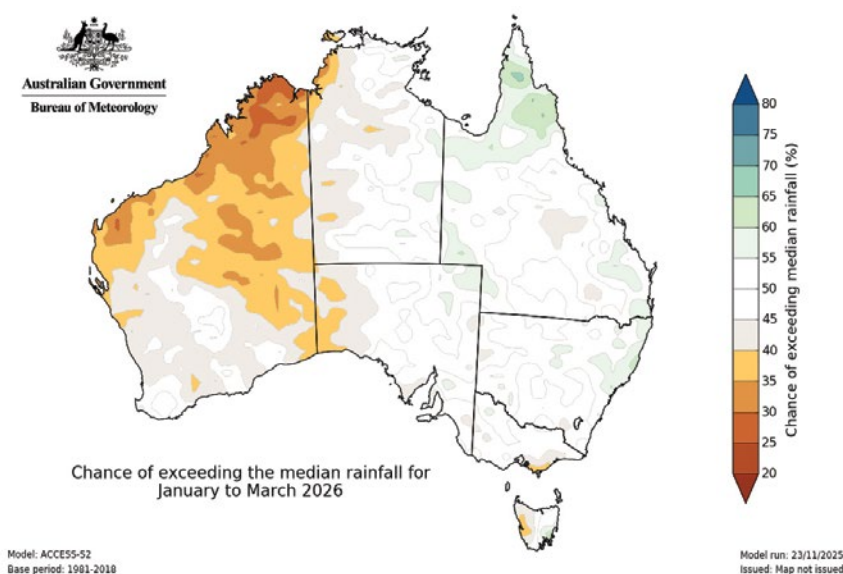 Australian Government
Bureau of Meteorology
80
75
70
65
60
55
50
45
40
35
30
25
20
Chance of exceeding median rainfall (%)
Chance of exceeding the median rainfall for
January to March 2026
Model: ACCESS-S2
Base period: 1981-2018
Model run: 23/11/2025
Issued: Map not issued